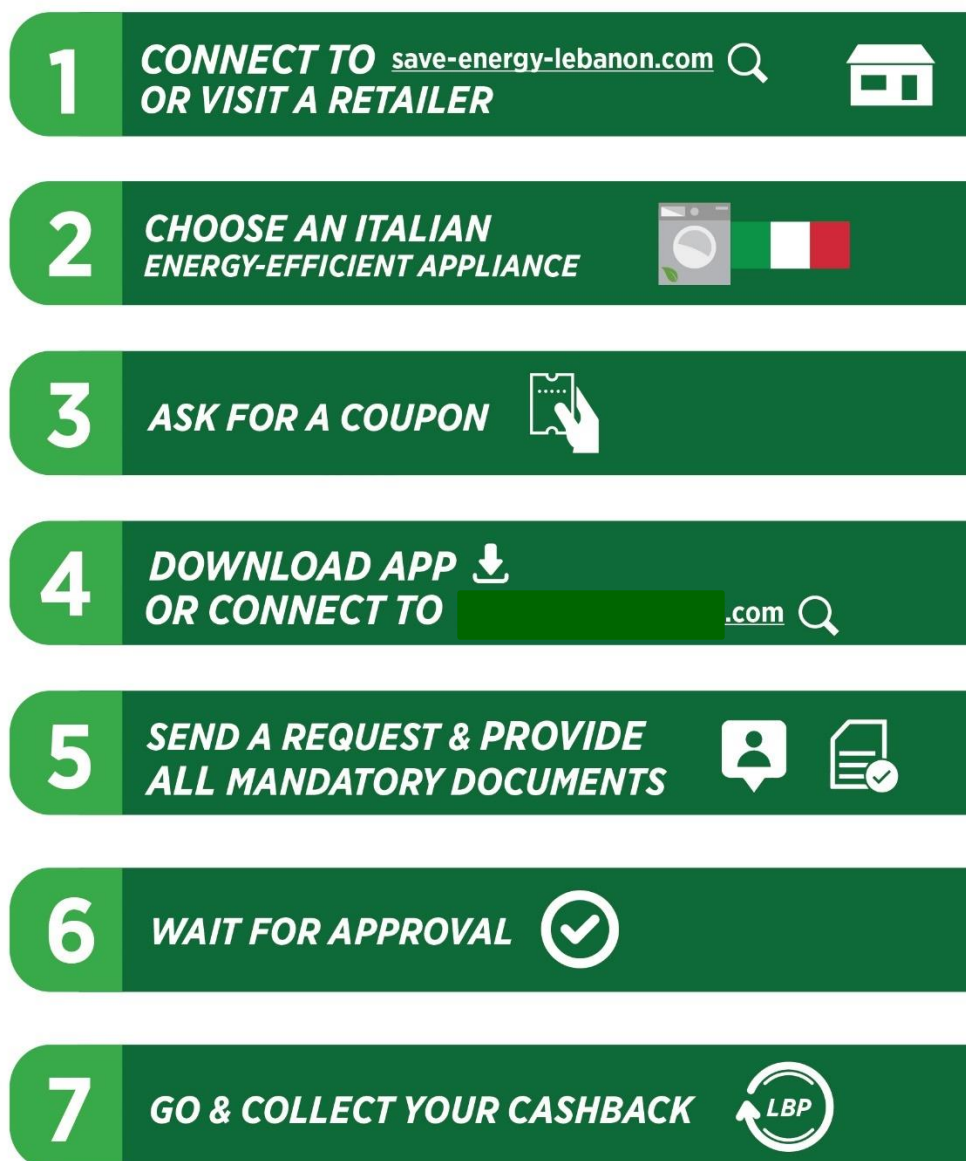 1
CONNECT TO save-energy-lebanon.com
OR VISIT A RETAILER
2
CHOOSE AN ITALIAN
ENERGY-EFFICIENT APPLIANCE
3
ASK FOR A COUPON
4
DOWNLOAD APP
OR CONNECT TO .com
5
SEND A REQUEST & PROVIDE
ALL MANDATORY DOCUMENTS
6
WAIT FOR APPROVAL
7
GO & COLLECT YOUR CASHBACK LBP